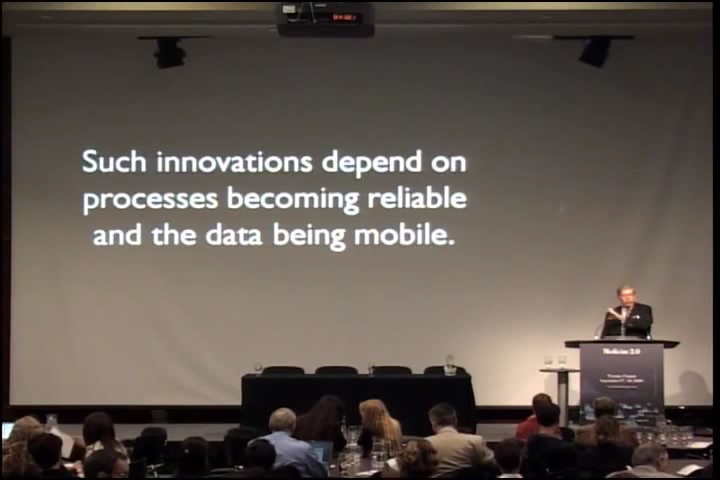 Such innovations depend on
processes becoming reliable
and the data being mobile.
Medicine 2.0